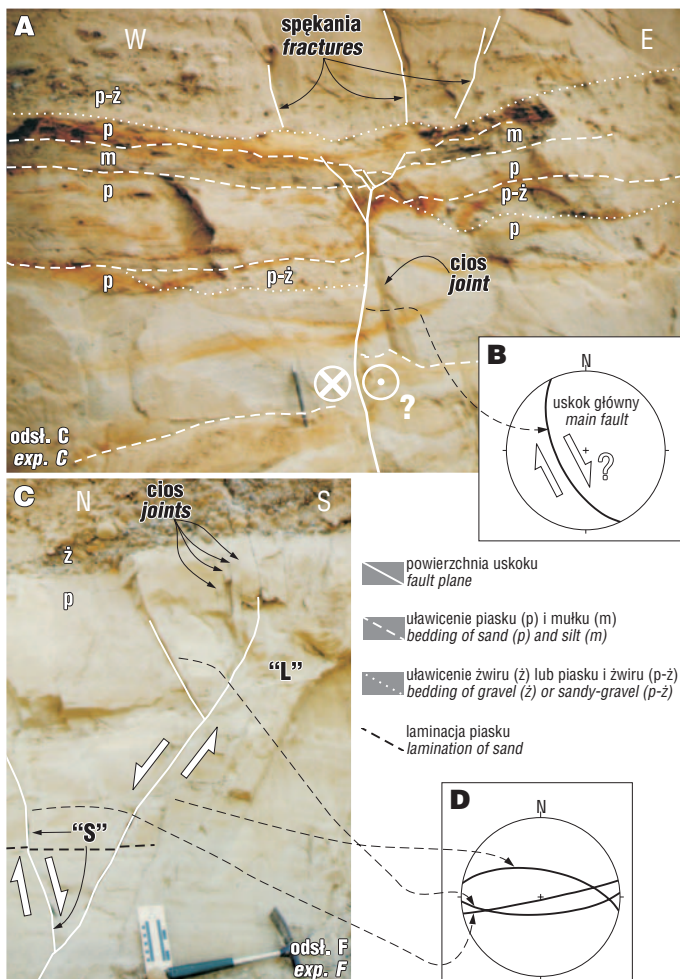 A
W
spękania
fractures
E
p-ż
p
m
m
p
p
p-ż
p
p-ż
p
cios
joint
?
odsł. C
exp. C
B
N
uskok główny
main fault
?
C
N
cios
joints
S
ż
p
"L"
"S"
odsł. F
exp. F
powierzchnia uskoku
fault plane
uławicenie piasku (p) i mułku (m)
bedding of sand (p) and silt (m)
uławicenie żwiru (ż) lub piasku i żwiru (p-ż)
bedding of gravel (ż) or sandy-gravel (p-ż)
laminacja piasku
lamination of sand
D
N